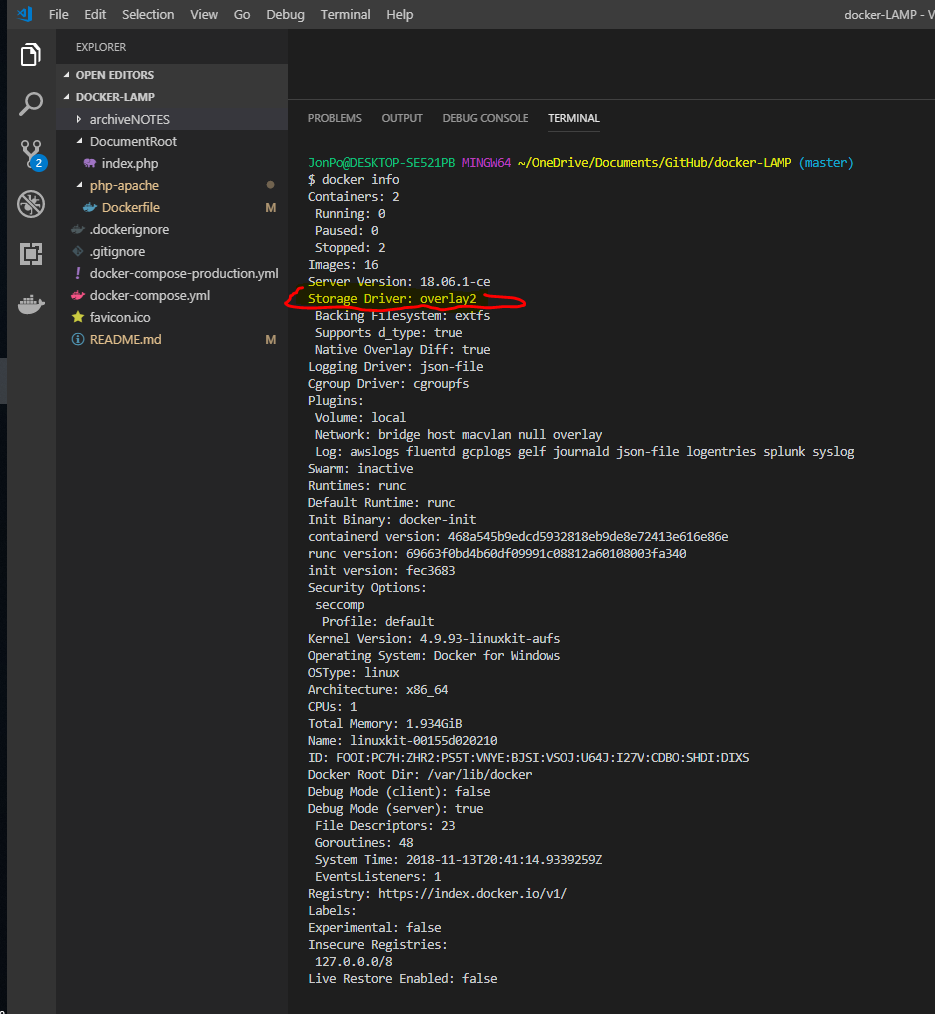 File Edit Selection View Go Debug Terminal Help docker-LAMP - V
EXPLORER
OPEN EDITORS
DOCKER-LAMP
archiveNOTES
DocumentRoot
index.php
php-apache
Dockerfile M
.dockerignore
.gitignore
docker-compose-production.yml
docker-compose.yml
favicon.ico
README.md M
2
PROBLEMS OUTPUT DEBUG CONSOLE TERMINAL
JonPo@DESKTOP-SE521PB MINGW64 ~/OneDrive/Documents/GitHub/docker-LAMP (master)
$ docker info
Containers: 2
Running: 0
Paused: 0
Stopped: 2
Images: 16
Server Version: 18.06.1-ce
Storage Driver: overlay2
Backing Filesystem: extfs
Supports d_type: true
Native Overlay Diff: true
Logging Driver: json-file
Cgroup Driver: cgroupfs
Plugins:
Volume: local
Network: bridge host macvlan null overlay
Log: awslogs fluentd gcplogs gelf journald json-file logentries splunk syslog
Swarm: inactive
Runtimes: runc
Default Runtime: runc
Init Binary: docker-init
containerd version: 468a545b9edcd5932818eb9de8e72413e616e86e
runc version: 69663f0bd4b60df09991c08812a60108003fa340
init version: fec3683
Security Options:
seccomp
Profile: default
Kernel Version: 4.9.93-linuxkit-aufs
Operating System: Docker for Windows
OSType: linux
Architecture: x86_64
CPUs: 1
Total Memory: 1.934GiB
Name: linuxkit-00155d020210
ID: FOOI:PC7H:ZHR2:PS5T:VNYE:BJSI:VSOJ:U64J:I27V:CDBO:SHDI:DIXS
Docker Root Dir: /var/lib/docker
Debug Mode (client): false
Debug Mode (server): true
File Descriptors: 23
Goroutines: 48
System Time: 2018-11-13T20:41:14.9339259Z
EventsListeners: 1
Registry: https://index.docker.io/v1/
Labels:
Experimental: false
Insecure Registries:
127.0.0.0/8
Live Restore Enabled: false